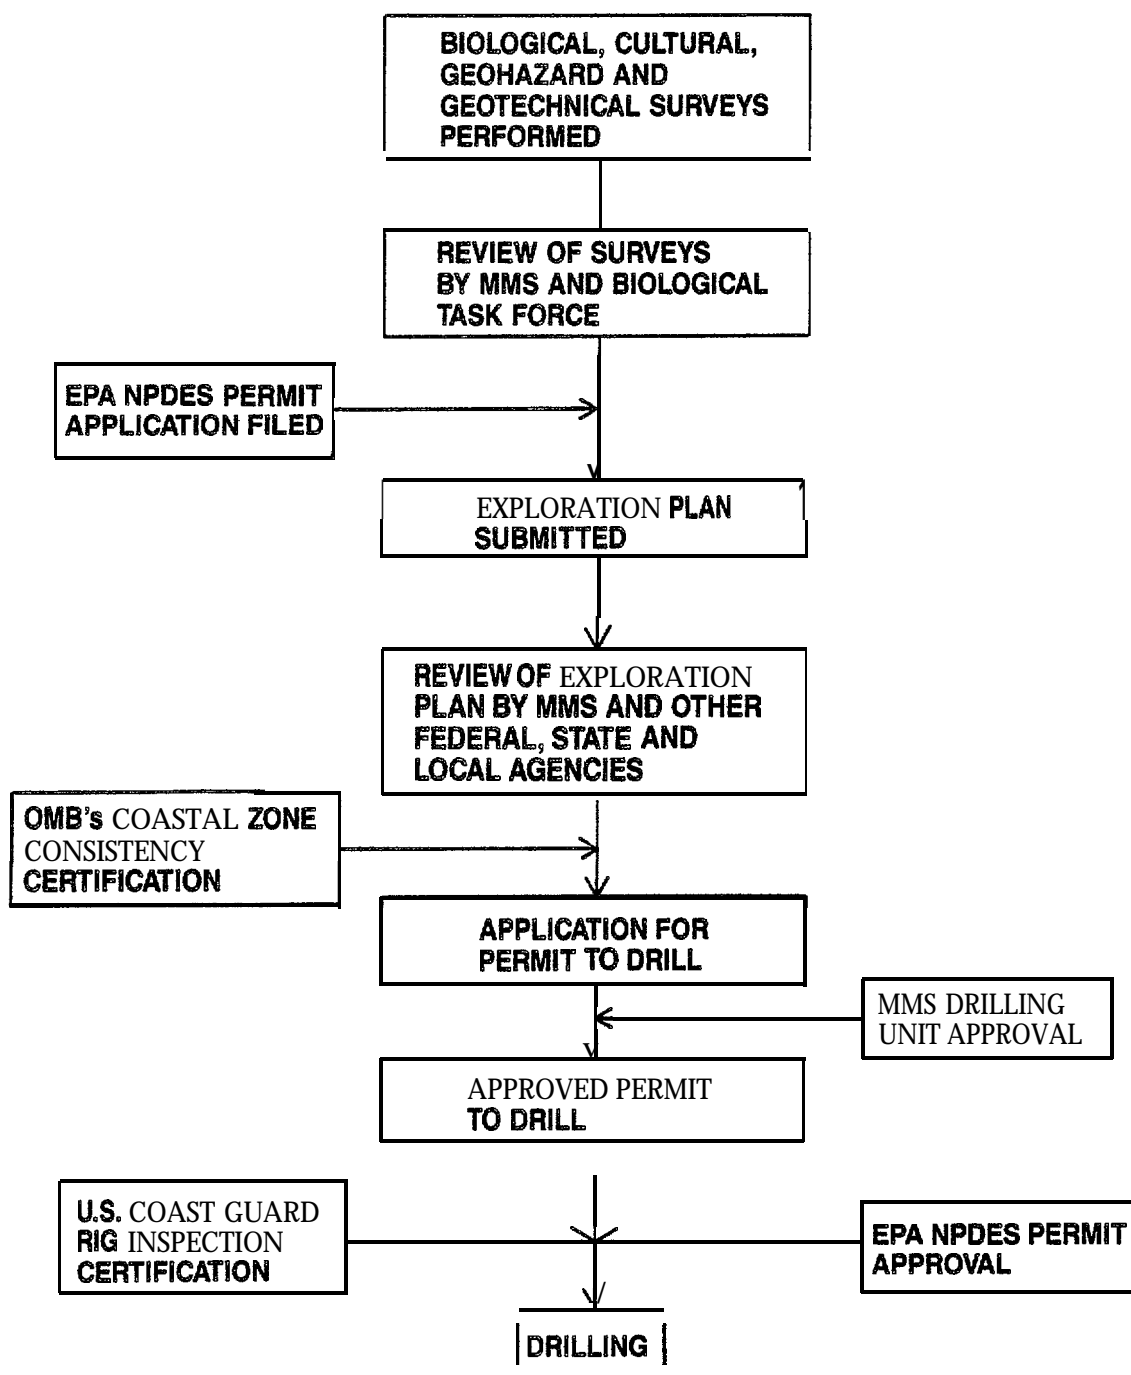 BIOLOGICAL, CULTURAL,
GEOHAZARD AND
GEOTECHNICAL SURVEYS
PERFORMED
REVIEW OF SURVEYS
BY MMS AND BIOLOGICAL
TASK FORCE
EPA NPDES PERMIT
APPLICATION FILED
EXPLORATION PLAN
SUBMITTED
REVIEW OF EXPLORATION
PLAN BY MMS AND OTHER
FEDERAL, STATE AND
LOCAL AGENCIES
OMB's COASTAL ZONE
CONSISTENCY
CERTIFICATION
APPLICATION FOR
PERMIT TO DRILL
MMS DRILLING
UNIT APPROVAL
APPROVED PERMIT
TO DRILL
U.S. COAST GUARD
RIG INSPECTION
CERTIFICATION
EPA NPDES PERMIT
APPROVAL
DRILLING